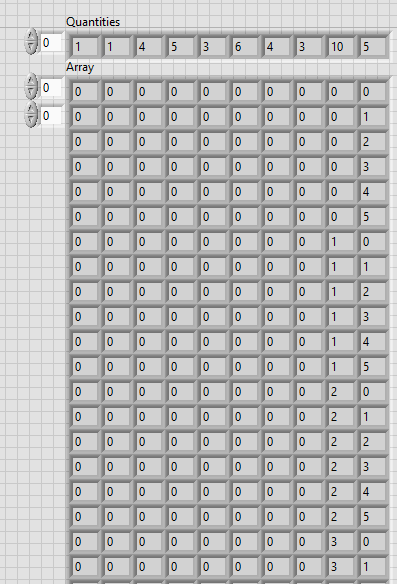 Quantities
0 1 1 4 5 3 6 4 3 10 5
Array
0 0 0 0 0 0 0 0 0 0 0
0 0 0 0 0 0 0 0 0 0 1
0 0 0 0 0 0 0 0 0 2
0 0 0 0 0 0 0 0 0 3
0 0 0 0 0 0 0 0 0 4
0 0 0 0 0 0 0 0 0 5
0 0 0 0 0 0 0 0 1 0
0 0 0 0 0 0 0 0 1 1
0 0 0 0 0 0 0 0 1 2
0 0 0 0 0 0 0 0 1 3
0 0 0 0 0 0 0 0 1 4
0 0 0 0 0 0 0 0 1 5
0 0 0 0 0 0 0 0 2 0
0 0 0 0 0 0 0 0 2 1
0 0 0 0 0 0 0 0 2 2
0 0 0 0 0 0 0 0 2 3
0 0 0 0 0 0 0 0 2 4
0 0 0 0 0 0 0 0 2 5
0 0 0 0 0 0 0 0 3 0
0 0 0 0 0 0 0 0 3 1